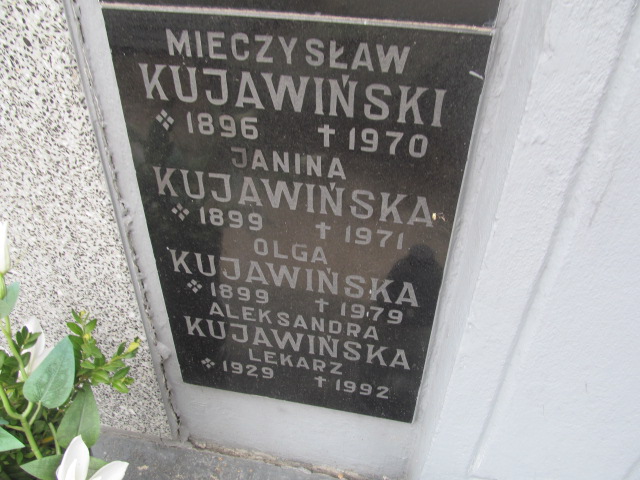 MIECZYSŁAW
KUJAWIŃSKI
1896 † 1970
JANINA
KUJAWIŃSKA
1899 † 1971
OLGA
KUJAWIŃSKA
1899 † 1979
ALEKSANDRA
KUJAWIŃSKA
LEKARZ
1929 † 1992